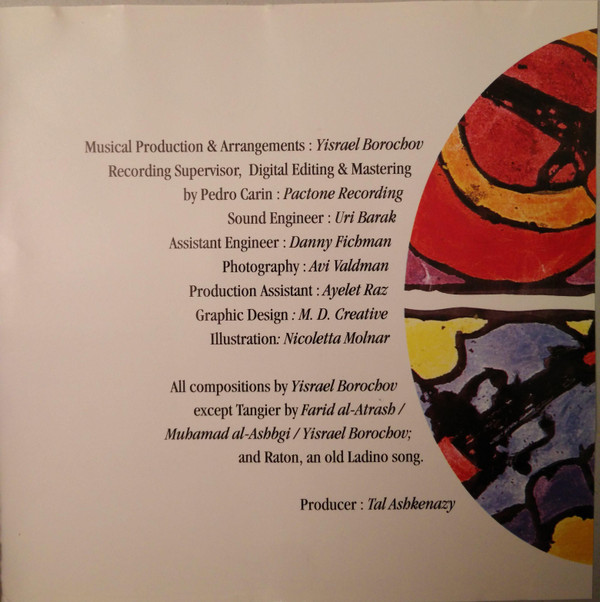 Musical Production & Arrangements : Yisrael Borochov
Recording Supervisor, Digital Editing & Mastering
by Pedro Carin : Pactone Recording
Sound Engineer : Uri Barak
Assistant Engineer : Danny Fichman
Photography : Avi Valdman
Production Assistant : Ayelet Raz
Graphic Design : M. D. Creative
Illustration: Nicoletta Molnar
All compositions by Yisrael Borochov
except Tangier by Farid al-Atrash /
Muhamad al-Ashbgi / Yisrael Borochov;
and Raton, an old Ladino song.
Producer : Tal Ashkenazy